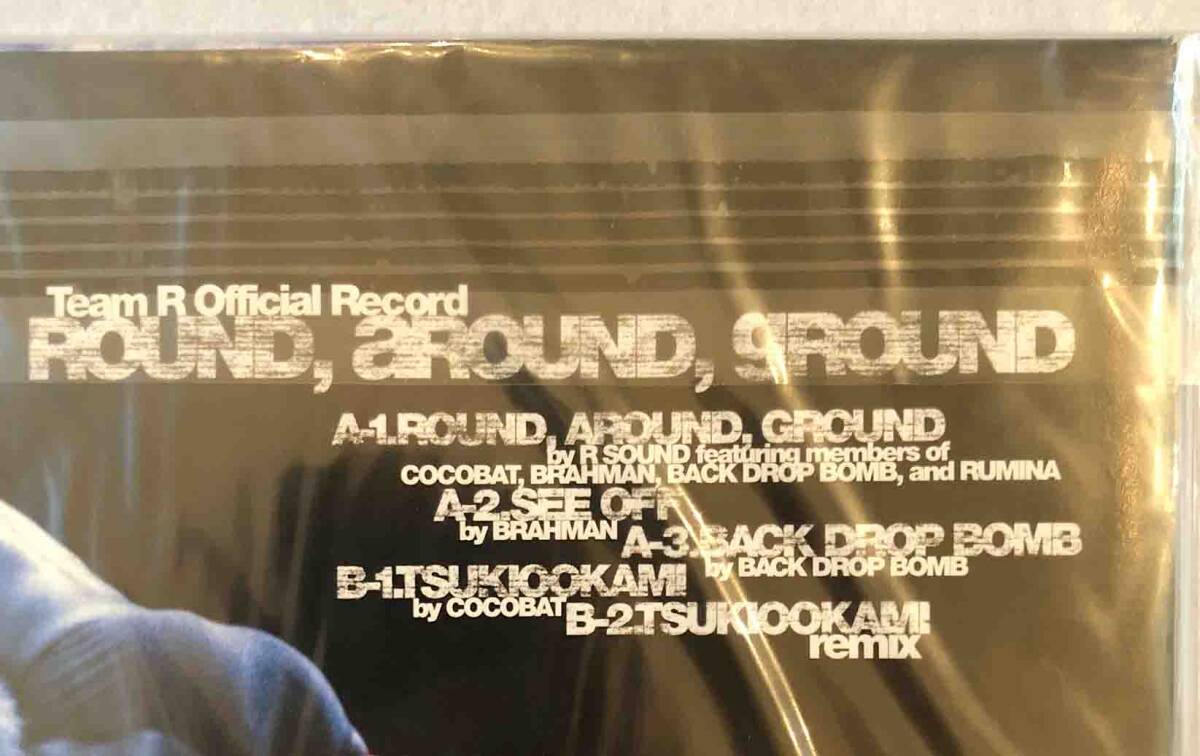 Team R Official Record
ROUND, aROUND, gROUND
A-1.ROUND, AROUND, GROUND
by R SOUND featuring members of
COCOBAT, BRAHMAN, BACK DROP BOMB, and RUMINA
A-2.SEE OFF
by BRAHMAN
A-3.BACK DROP BOMB
by BACK DROP BOMB
B-1.TSUKIOOKAMI
by COCOBAT
B-2.TSUKIOOKAMI
remix